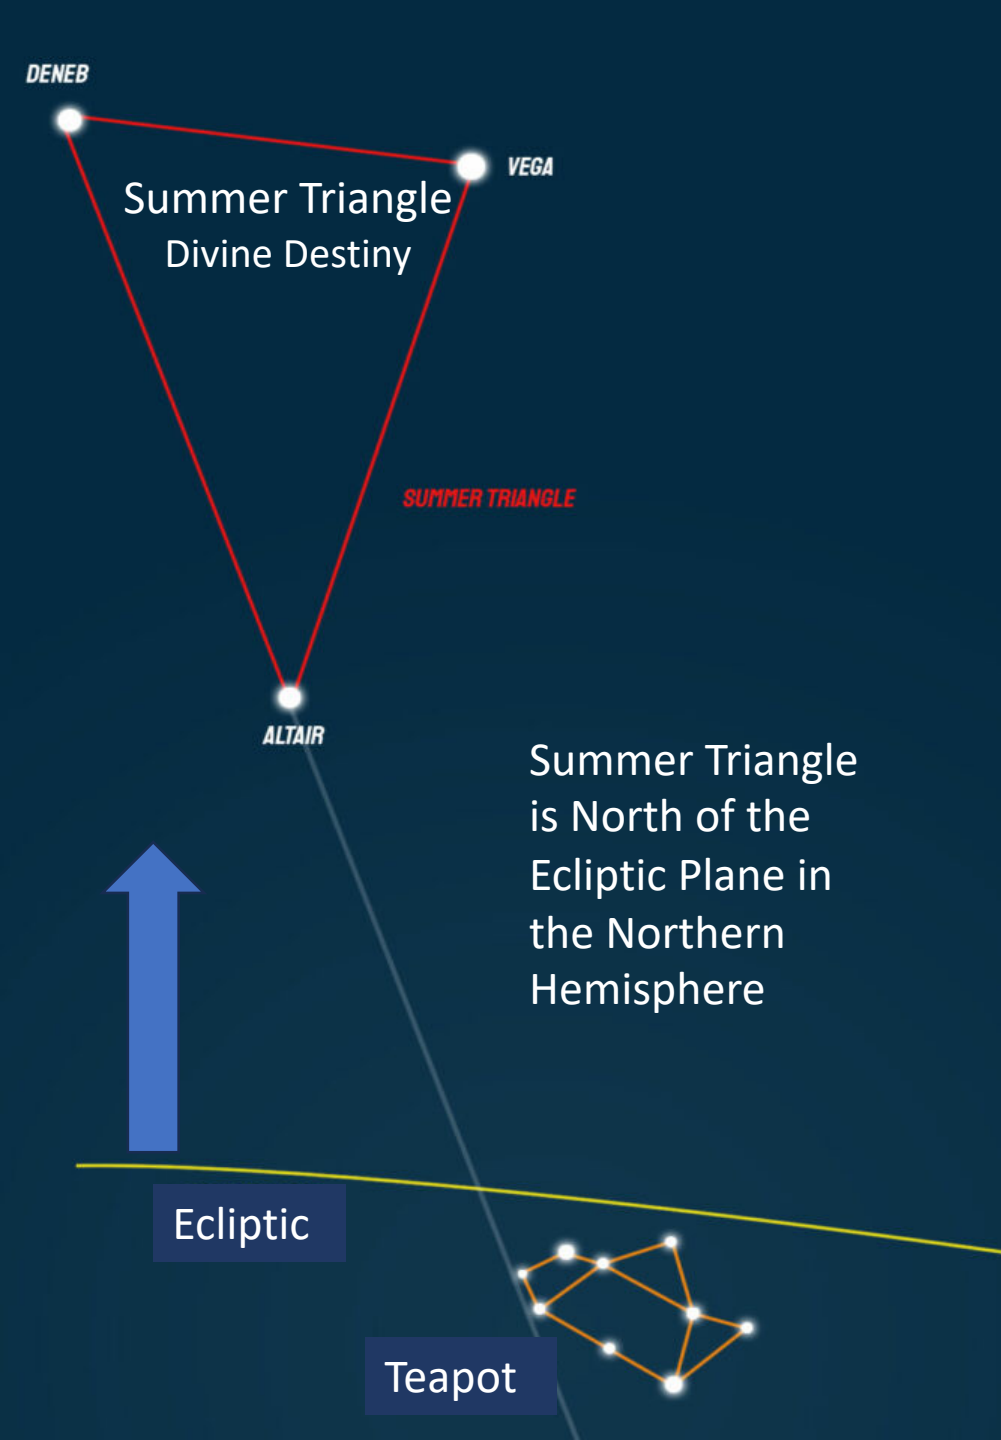 DENEB
VEGA
Summer Triangle
Divine Destiny
SUMMER TRIANGLE
ALTAIR
Summer Triangle
is North of the
Ecliptic Plane in
the Northern
Hemisphere
Ecliptic
Teapot